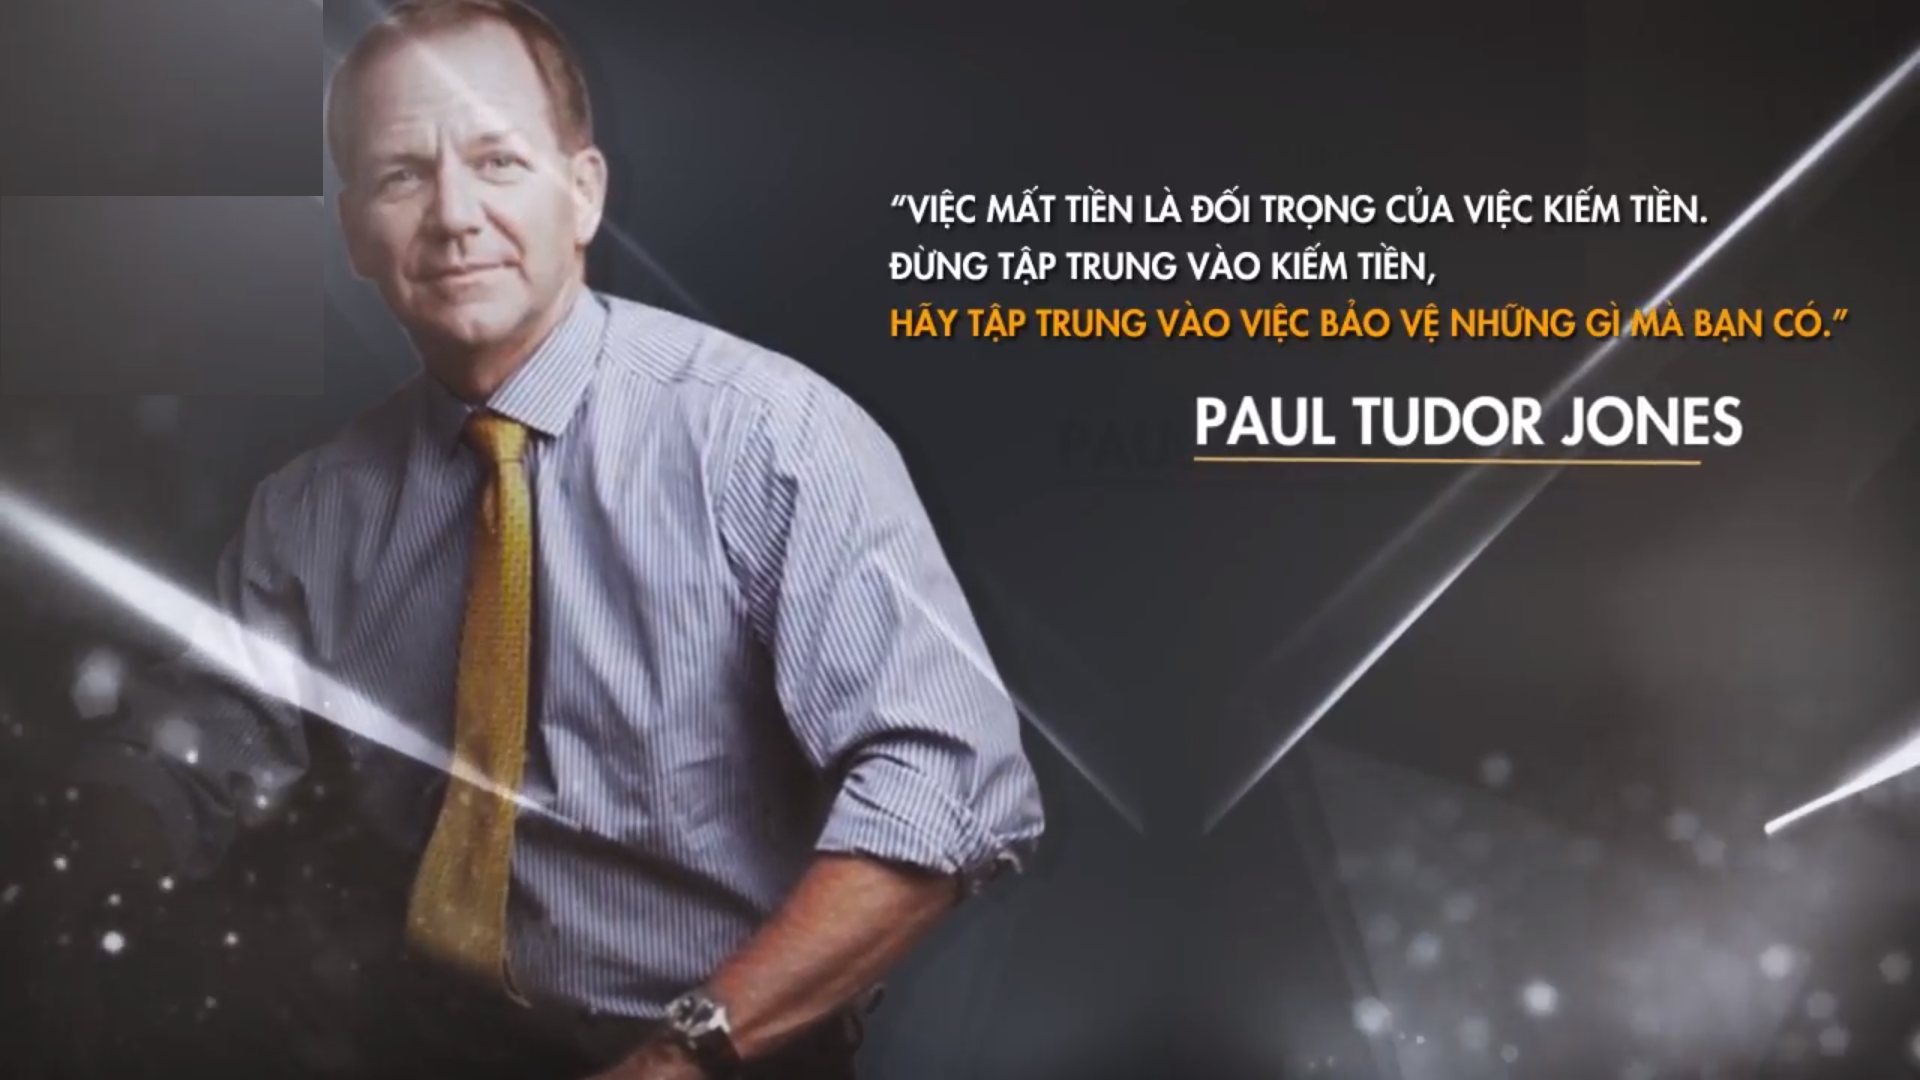 “VIỆC MẤT TIỀN LÀ ĐỐI TRỌNG CỦA VIỆC KIẾM TIỀN.
ĐỪNG TẬP TRUNG VÀO KIẾM TIỀN,
HÃY TẬP TRUNG VÀO VIỆC BẢO VỆ NHỮNG GÌ MÀ BẠN CÓ.”
PAUL TUDOR JONES